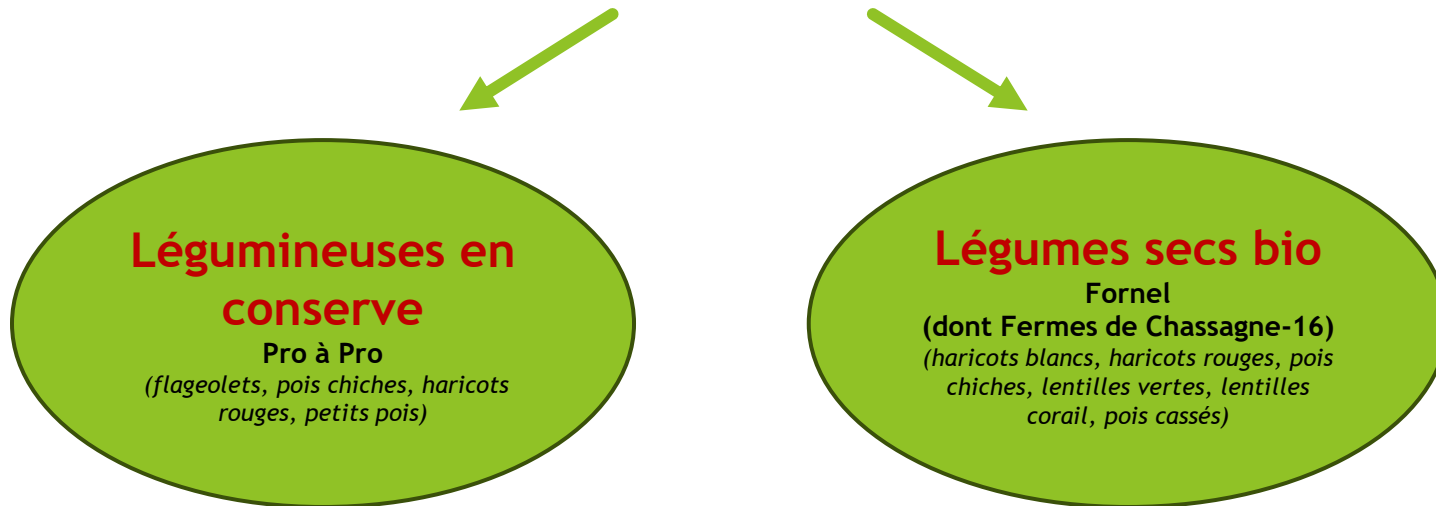 Légumineuses en
conserve
Pro à Pro
(flageolets, pois chiches, haricots
rouges, petits pois)
Légumes secs bio
Fornel
(dont Fermes de Chassagne-16)
(haricots blancs, haricots rouges, pois
chiches, lentilles vertes, lentilles
corail, pois cassés)